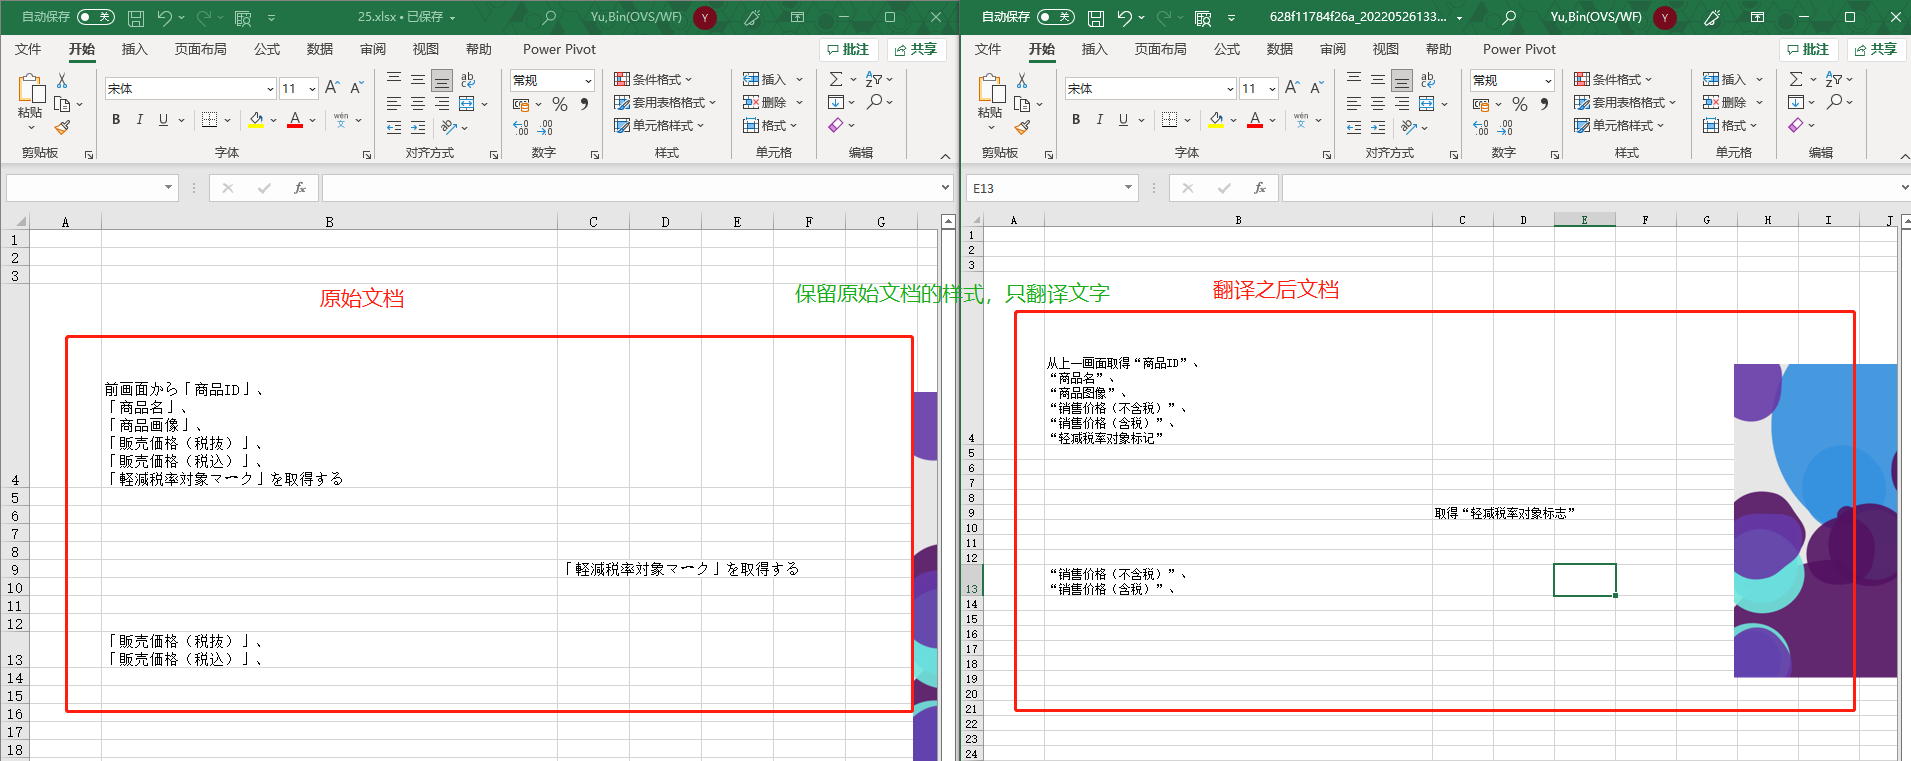 自动保存 关 25.xlsx • 已保存 Yu,Bin(OVS/WF) Y
文件 开始 插入 页面布局 公式 数据 审阅 视图 帮助 Power Pivot 批注 共享
宋体 11 A A ab 常规 条件格式 插入 Σ
粘贴 套用表格格式 删除
B I U A wén 文 单元格样式 格式
剪贴板 字体 对齐方式 数字 样式 单元格 编辑
fx
A B C D E F G
1
2
3
原始文档
前画面から「商品ID」、
「商品名」、
「商品画像」、
「販売価格（税抜）」、
「販売価格（税込）」、
4 「軽減税率対象マーク」を取得する
5
6
7
8
9 「軽減税率対象マーク」を取得する
10
11
12
「販売価格（税抜）」、
13 「販売価格（税込）」、
14
15
16
17
18
保留原始文档的样式，只翻译文字
自动保存 关 628f11784f26a_20220526133... Yu,Bin(OVS/WF) Y
文件 开始 插入 页面布局 公式 数据 审阅 视图 帮助 Power Pivot 批注 共享
宋体 11 A A ab 常规 条件格式 插入 Σ
粘贴 套用表格格式 删除
B I U A wén 文 单元格样式 格式
剪贴板 字体 对齐方式 数字 样式 单元格 编辑
E13 fx
A B C D E F G H I J
1
2
3
翻译之后文档
从上一画面取得“商品ID”、
“商品名”、
“商品图像”、
“销售价格（不含税）”、
“销售价格（含税）”、
4 “轻减税率对象标记”
5
6
7
8
9 取得“轻减税率对象标志”
10
11
12
“销售价格（不含税）”、
13 “销售价格（含税）”、
14
15
16
17
18
19
20
21
22
23
24